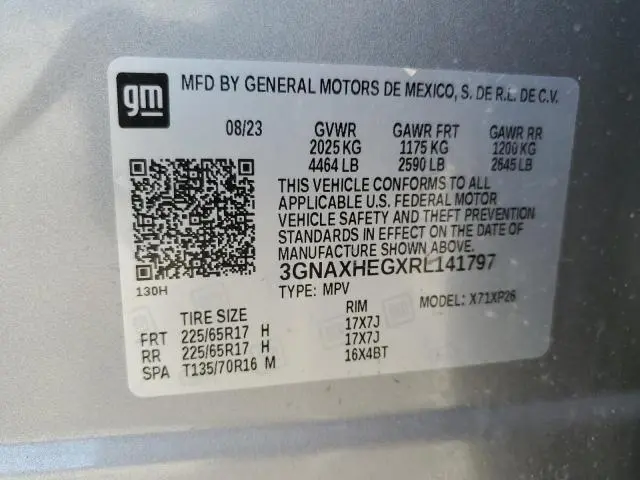 gm
MFD BY GENERAL MOTORS DE MEXICO, S. DE R.L. DE C.V.
08/23 GVWR GAWR FRT GAWR RR
2025 KG 1175 KG 1200 KG
4464 LB 2590 LB 2645 LB
THIS VEHICLE CONFORMS TO ALL
APPLICABLE U.S. FEDERAL MOTOR
VEHICLE SAFETY AND THEFT PREVENTION
STANDARDS IN EFFECT ON THE DATE OF
MANUFACTURE SHOWN ABOVE.
130H
3GNAXHEGXRL141797
TYPE: MPV MODEL: X71XP26
TIRE SIZE RIM
FRT 225/65R17 H 17X7J
RR 225/65R17 H 17X7J
SPA T135/70R16 M 16X4BT